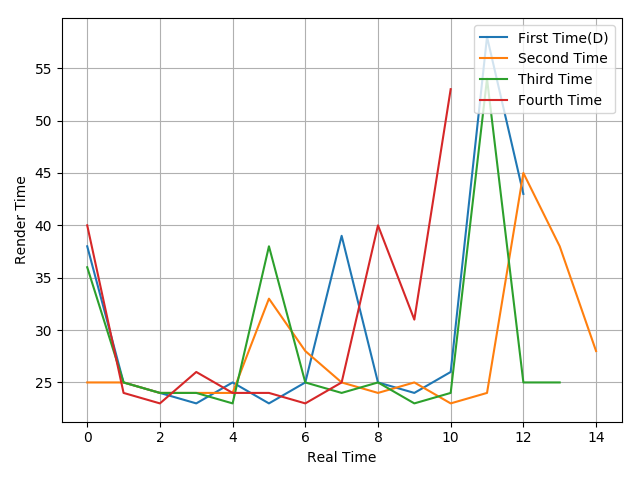 First Time(D)
Second Time
Third Time
Fourth Time
Render Time
55
50
45
40
35
30
25
0 2 4 6 8 10 12 14
Real Time